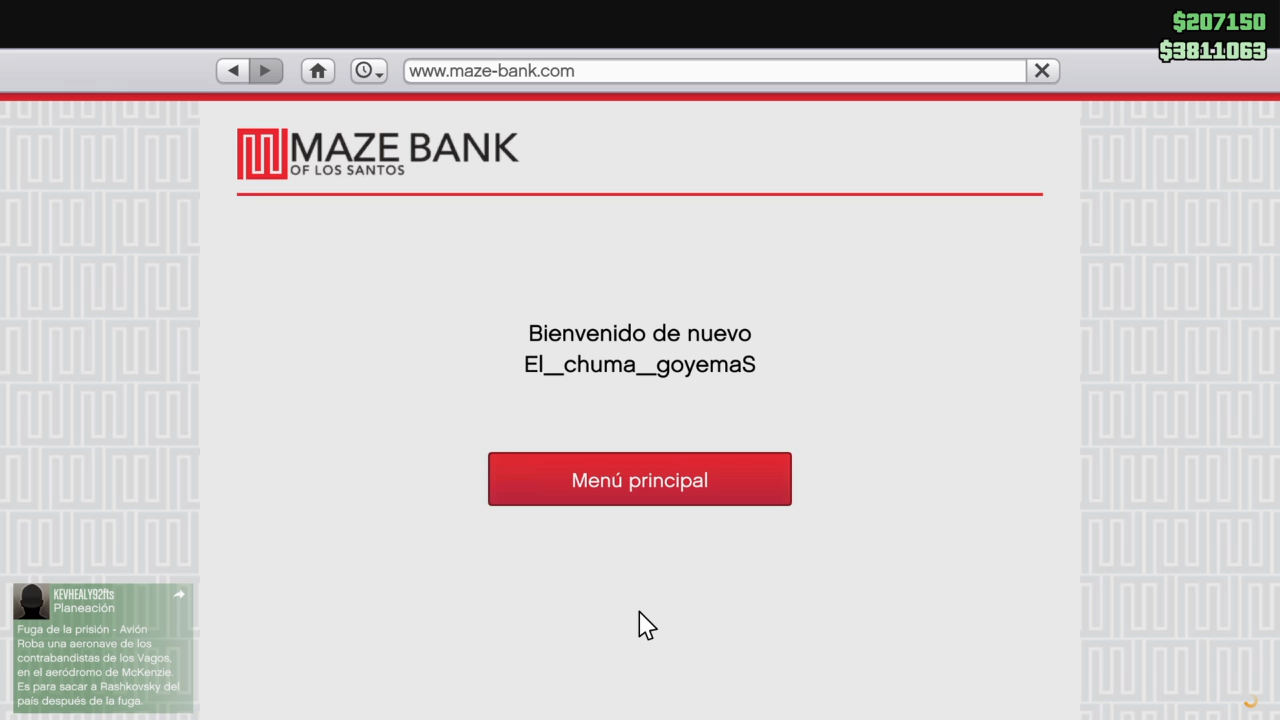 $207150
$3811063
www.maze-bank.com
MAZE BANK
OF LOS SANTOS
Bienvenido de nuevo
El__chuma__goyemaS
Menú principal
KEVHEALY92fts
Planeación
Fuga de la prisión - Avión
Roba una aeronave de los
contrabandistas de los Vagos,
en el aeródromo de McKenzie.
Es para sacar a Rashkovsky del
país después de la fuga.